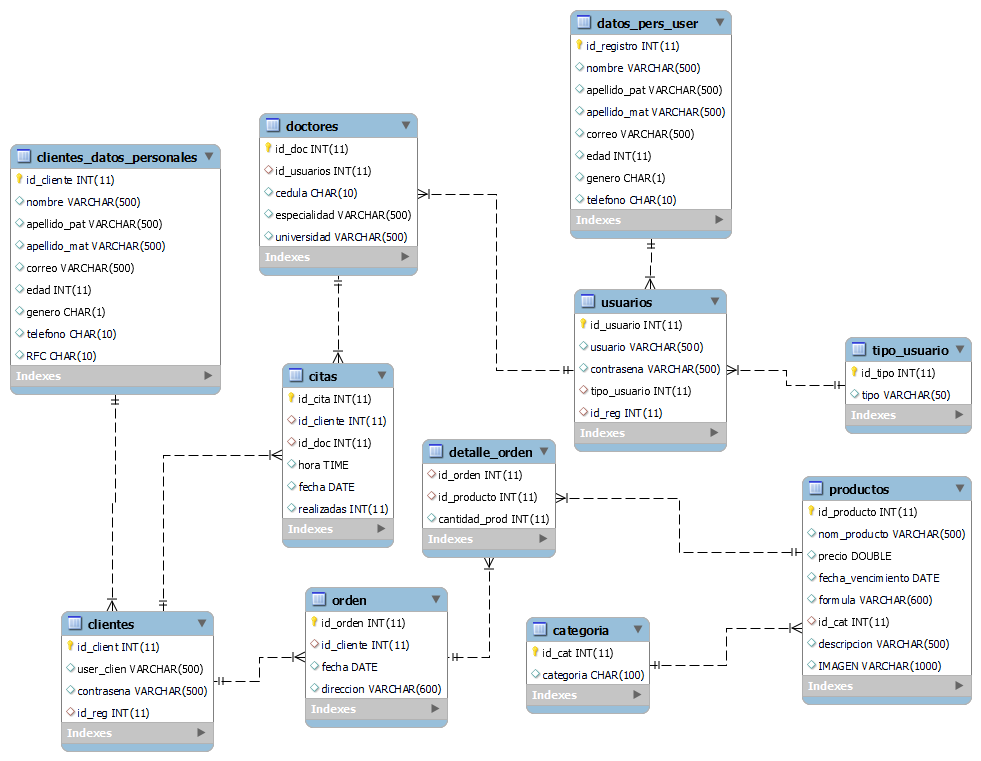 datos_pers_user
id_registro INT(11)
nombre VARCHAR(500)
apellido_pat VARCHAR(500)
apellido_mat VARCHAR(500)
correo VARCHAR(500)
edad INT(11)
genero CHAR(1)
telefono CHAR(10)
Indexes
doctores
id_doc INT(11)
id_usuarios INT(11)
cedula CHAR(10)
especialidad VARCHAR(500)
universidad VARCHAR(500)
Indexes
clientes_datos_personales
id_cliente INT(11)
nombre VARCHAR(500)
apellido_pat VARCHAR(500)
apellido_mat VARCHAR(500)
correo VARCHAR(500)
edad INT(11)
genero CHAR(1)
telefono CHAR(10)
RFC CHAR(10)
Indexes
usuarios
id_usuario INT(11)
usuario VARCHAR(500)
contrasena VARCHAR(500)
tipo_usuario INT(11)
id_reg INT(11)
Indexes
tipo_usuario
id_tipo INT(11)
tipo VARCHAR(50)
Indexes
citas
id_cita INT(11)
id_cliente INT(11)
id_doc INT(11)
hora TIME
fecha DATE
realizadas INT(11)
Indexes
detalle_orden
id_orden INT(11)
id_producto INT(11)
cantidad_prod INT(11)
Indexes
productos
id_producto INT(11)
nom_producto VARCHAR(500)
precio DOUBLE
fecha_vencimiento DATE
formula VARCHAR(600)
id_cat INT(11)
descripcion VARCHAR(500)
IMAGEN VARCHAR(1000)
Indexes
clientes
id_client INT(11)
user_clien VARCHAR(500)
contrasena VARCHAR(500)
id_reg INT(11)
Indexes
orden
id_orden INT(11)
id_cliente INT(11)
fecha DATE
direccion VARCHAR(600)
Indexes
categoria
id_cat INT(11)
categoria CHAR(100)
Indexes